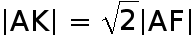 |AK| = √2|AF|